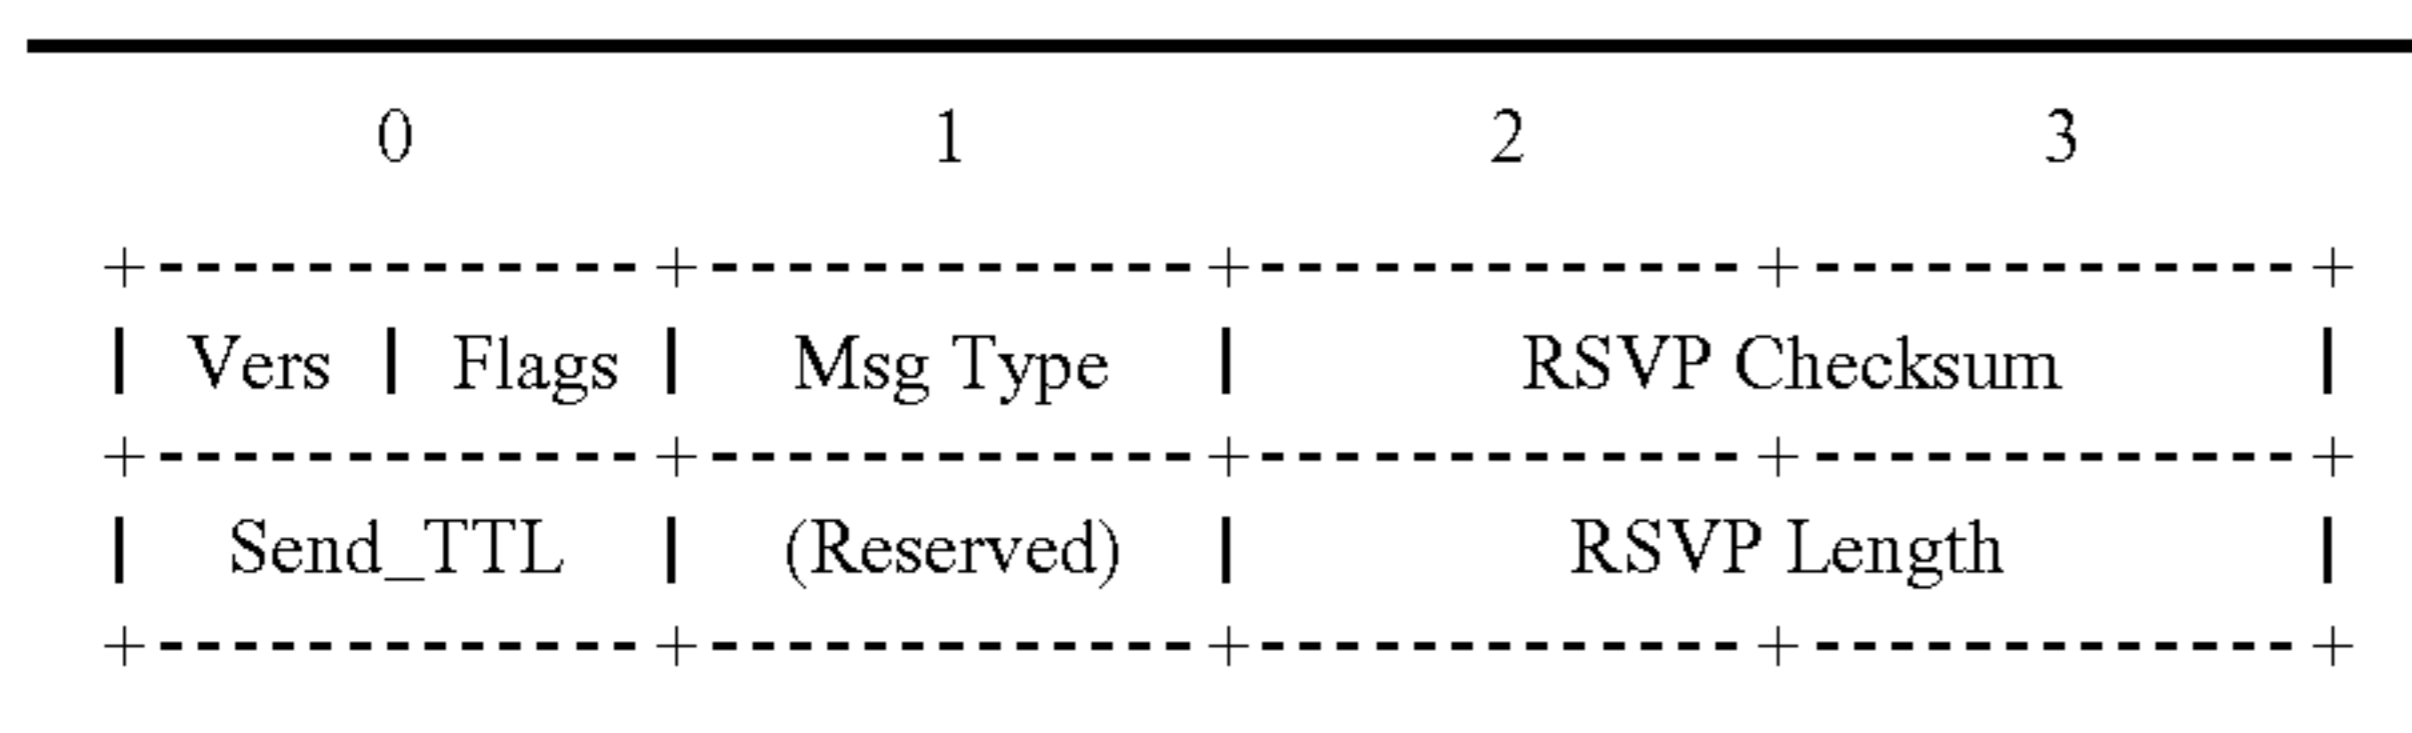 0 1 2 3
+-------------+-------------+-------------+-------------+
| Vers | Flags | Msg Type | RSVP Checksum |
+-------------+-------------+-------------+-------------+
| Send_TTL | (Reserved) | RSVP Length |
+-------------+-------------+-------------+-------------+